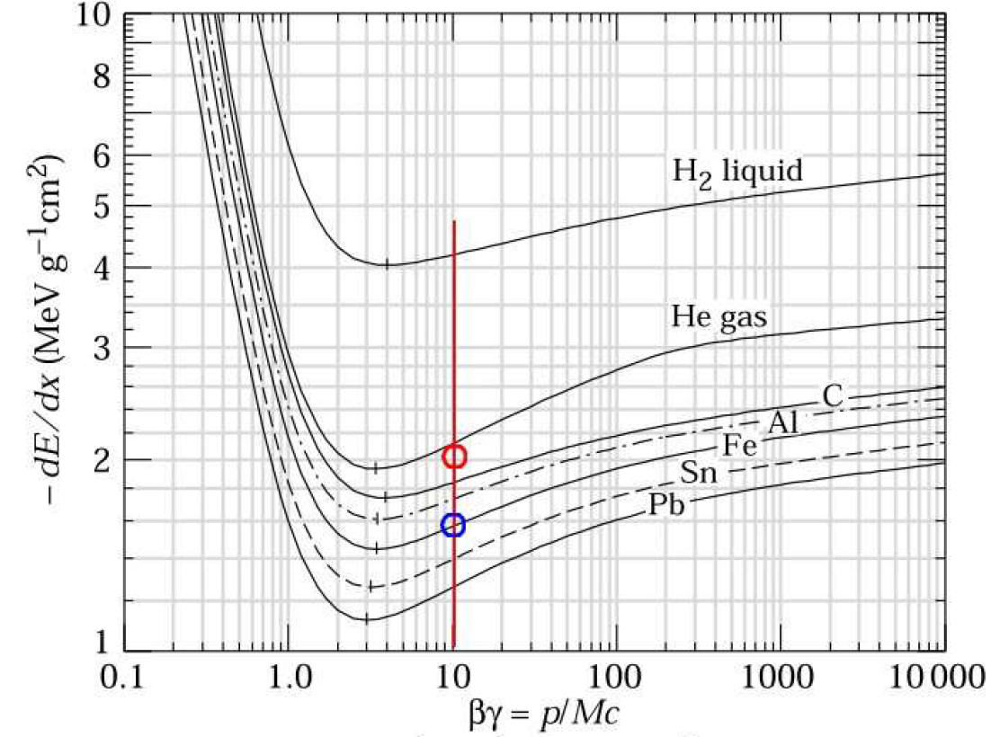 10
8
6
5
4
3
2
1
− dE/dx (MeV g⁻¹cm²)
H₂ liquid
He gas
C
Al
Fe
Sn
Pb
0.1 1.0 10 100 1000 10 000
βγ = p/Mc